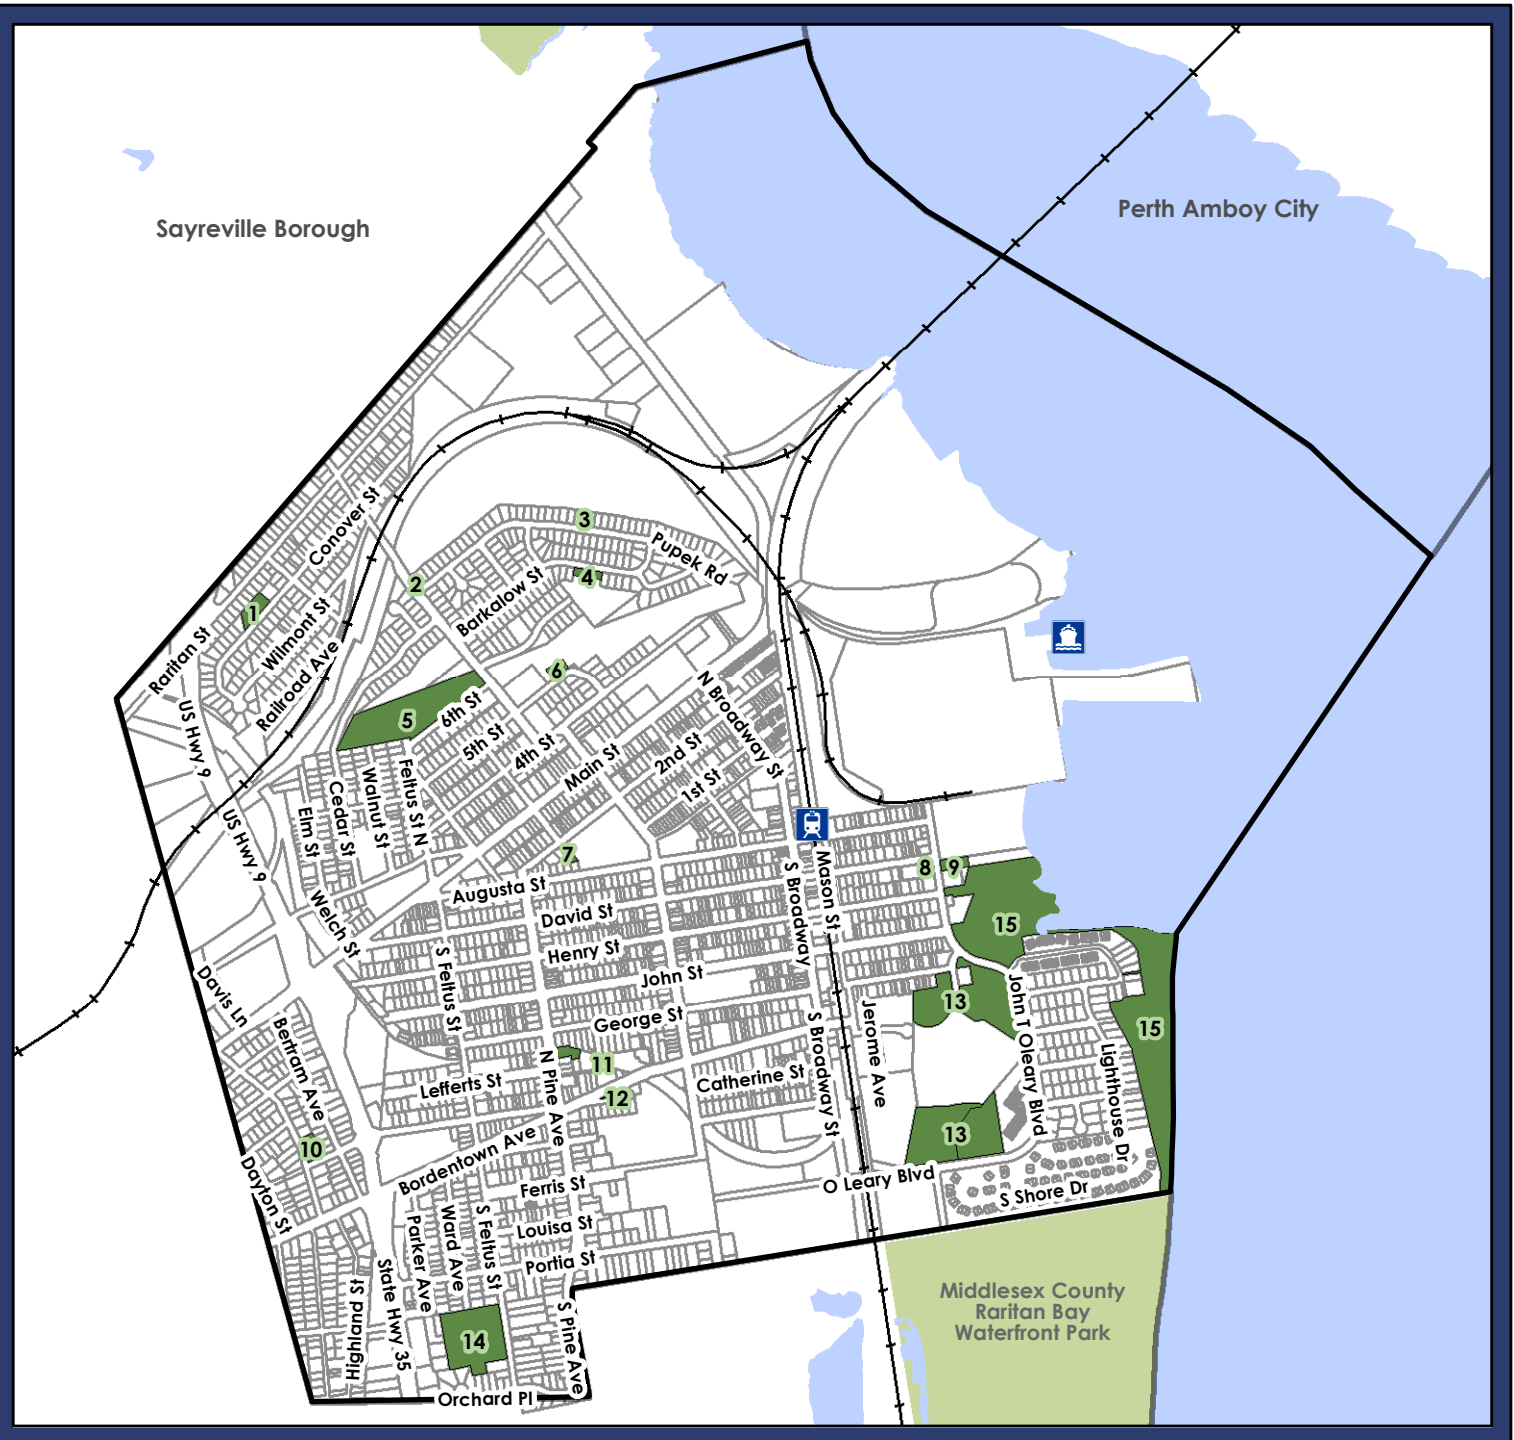 Perth Amboy City
Sayreville Borough
Conover St
3
Pupek Rd
2
4
Barkalow St
1
Wilmont St
Raritan St
Railroad Ave
6
N Broadway St
US Hwy 9
5
6th St
5th St
4th St
Main St
2nd St
1st St
Feltus St N
Walnut St
Cedar St
Elm St
US Hwy 9
7
8
9
Mason St
S Broadway
Augusta St
Welch St
David St
15
Henry St
S Feltus St
John St
Davis Ln
13
John T Oleary Blvd
Jerome Ave
George St
S Broadway St
15
Bertram Ave
N Pine Ave
11
Lighthouse Dr
Lefferts St
Catherine St
12
10
13
Bordentown Ave
Dayton St
O Leary Blvd
Ferris St
S Shore Dr
Ward Ave
S Feltus St
Louisa St
Parker Ave
Portia St
State Hwy 35
Highland St
S Pine Ave
Middlesex County
Raritan Bay
Waterfront Park
14
Orchard Pl